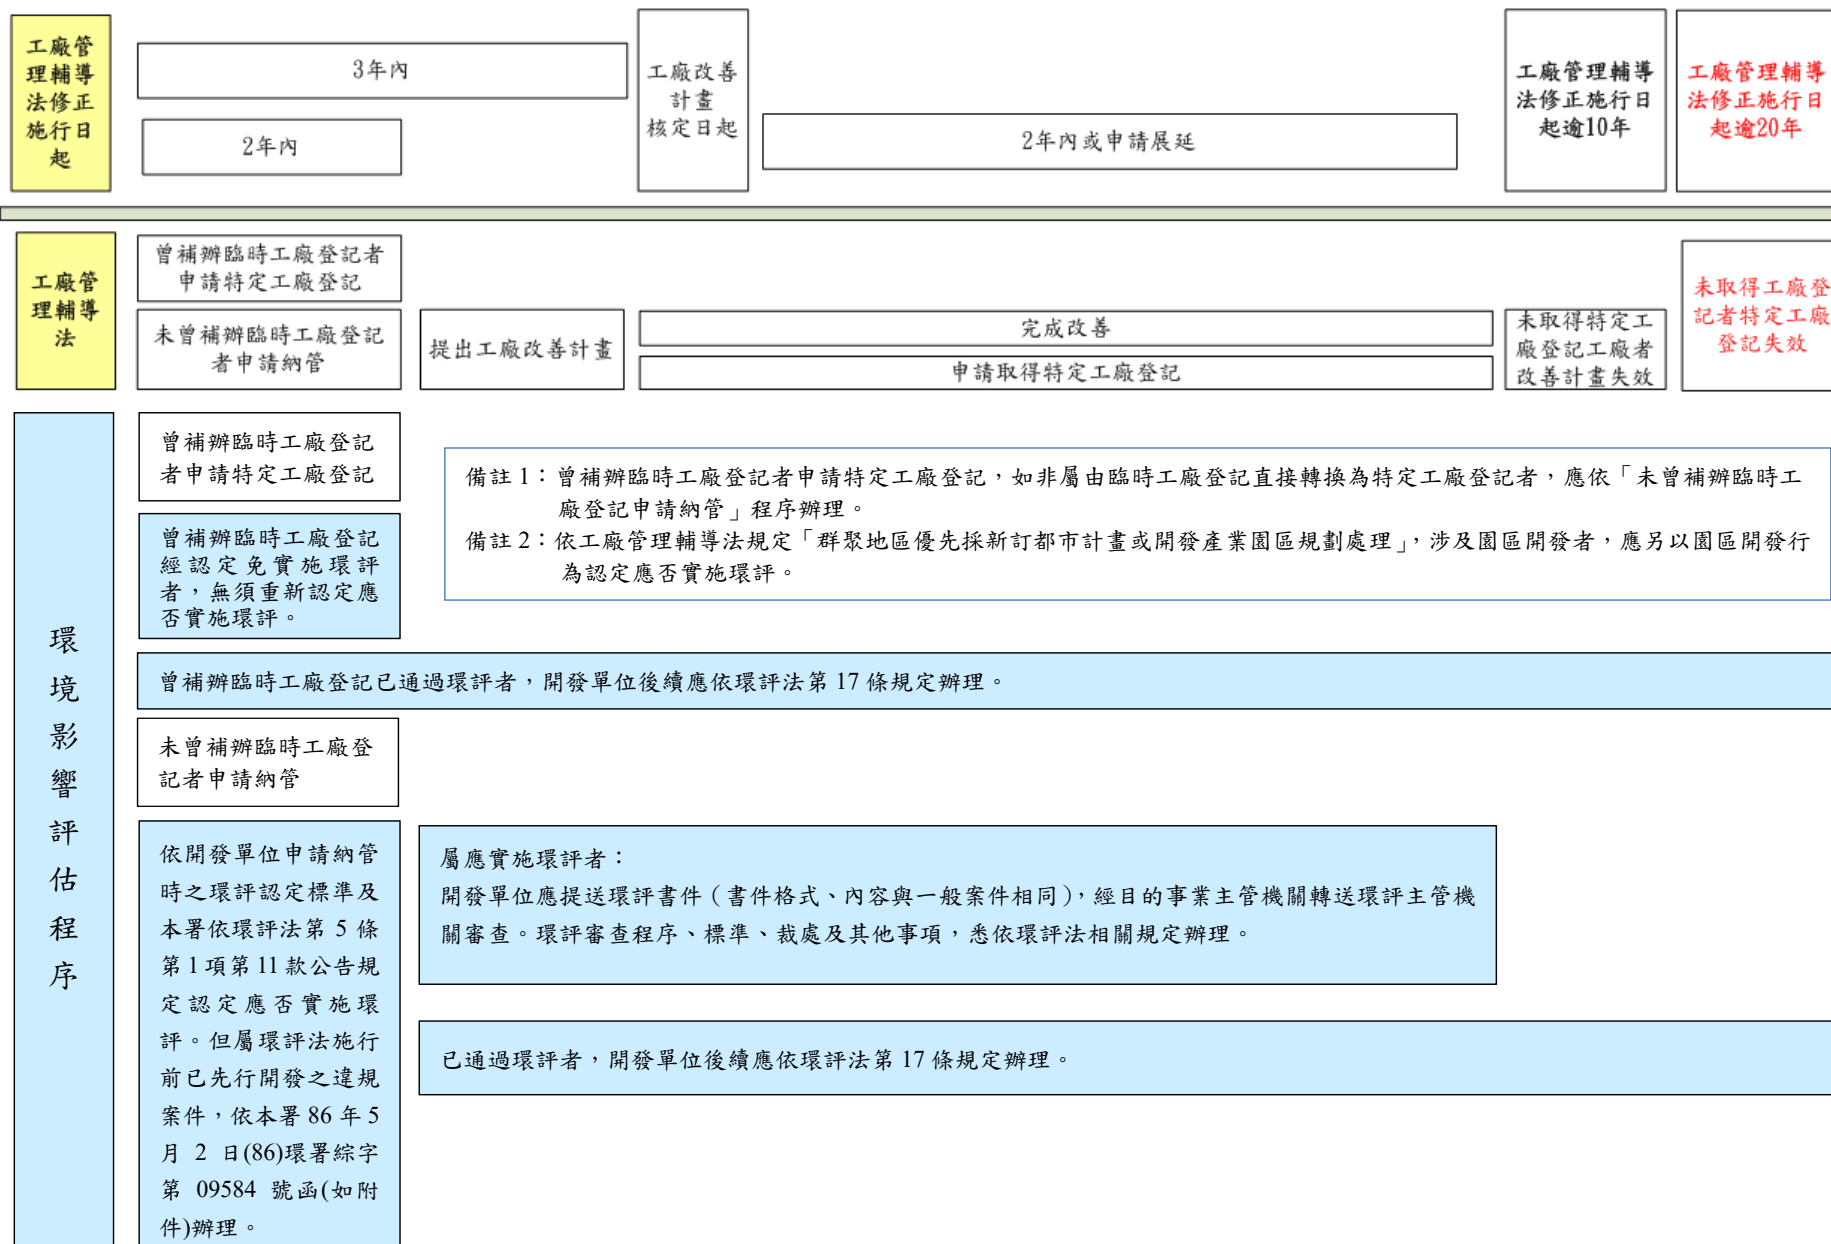 工廠管
理輔導
法修正
施行日
起
3年內
2年內
工廠改善
計畫
核定日起
2年內或申請展延
工廠管理輔導
法修正施行日
起逾10年
工廠管理輔導
法修正施行日
起逾20年
工廠管
理輔導
法
曾補辦臨時工廠登記者
申請特定工廠登記
未曾補辦臨時工廠登記
者申請納管
提出工廠改善計畫
完成改善
申請取得特定工廠登記
未取得特定工
廠登記工廠者
改善計畫失效
未取得工廠登
記者特定工廠
登記失效
環
境
影
響
評
估
程
序
曾補辦臨時工廠登記
者申請特定工廠登記
曾補辦臨時工廠登記
經認定免實施環評
者，無須重新認定應
否實施環評。
備註1：曾補辦臨時工廠登記者申請特定工廠登記，如非屬由臨時工廠登記直接轉換為特定工廠登記者，應依「未曾補辦臨時工
廠登記申請納管」程序辦理。
備註2：依工廠管理輔導法規定「群聚地區優先採新訂都市計畫或開發產業園區規劃處理」，涉及園區開發者，應另以園區開發行
為認定應否實施環評。
曾補辦臨時工廠登記已通過環評者，開發單位後續應依環評法第17條規定辦理。
未曾補辦臨時工廠登
記者申請納管
依開發單位申請納管
時之環評認定標準及
本署依環評法第5條
第1項第11款公告規
定認定應否實施環
評。但屬環評法施行
前已先行開發之違規
案件，依本署86年5
月 2 日(86)環署綜字
第 09584 號函(如附
件)辦理。
屬應實施環評者：
開發單位應提送環評書件（書件格式、內容與一般案件相同），經目的事業主管機關轉送環評主管機
關審查。環評審查程序、標準、裁處及其他事項，悉依環評法相關規定辦理。
已通過環評者，開發單位後續應依環評法第17條規定辦理。